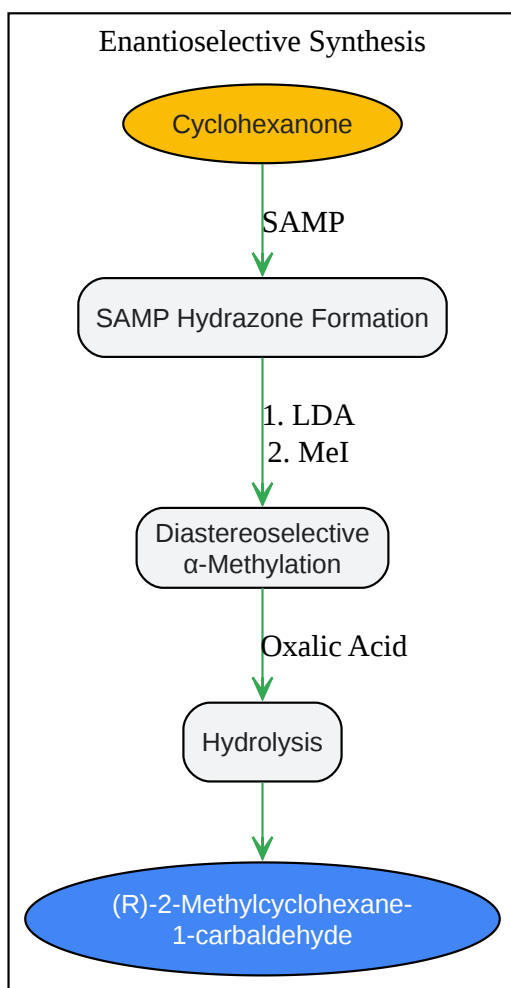 Enantioselective Synthesis
Cyclohexanone
SAMP
SAMP Hydrazone Formation
1. LDA
2. MeI
Diastereoselective
α-Methylation
Oxalic Acid
Hydrolysis
(R)-2-Methylcyclohexane-
1-carbaldehyde